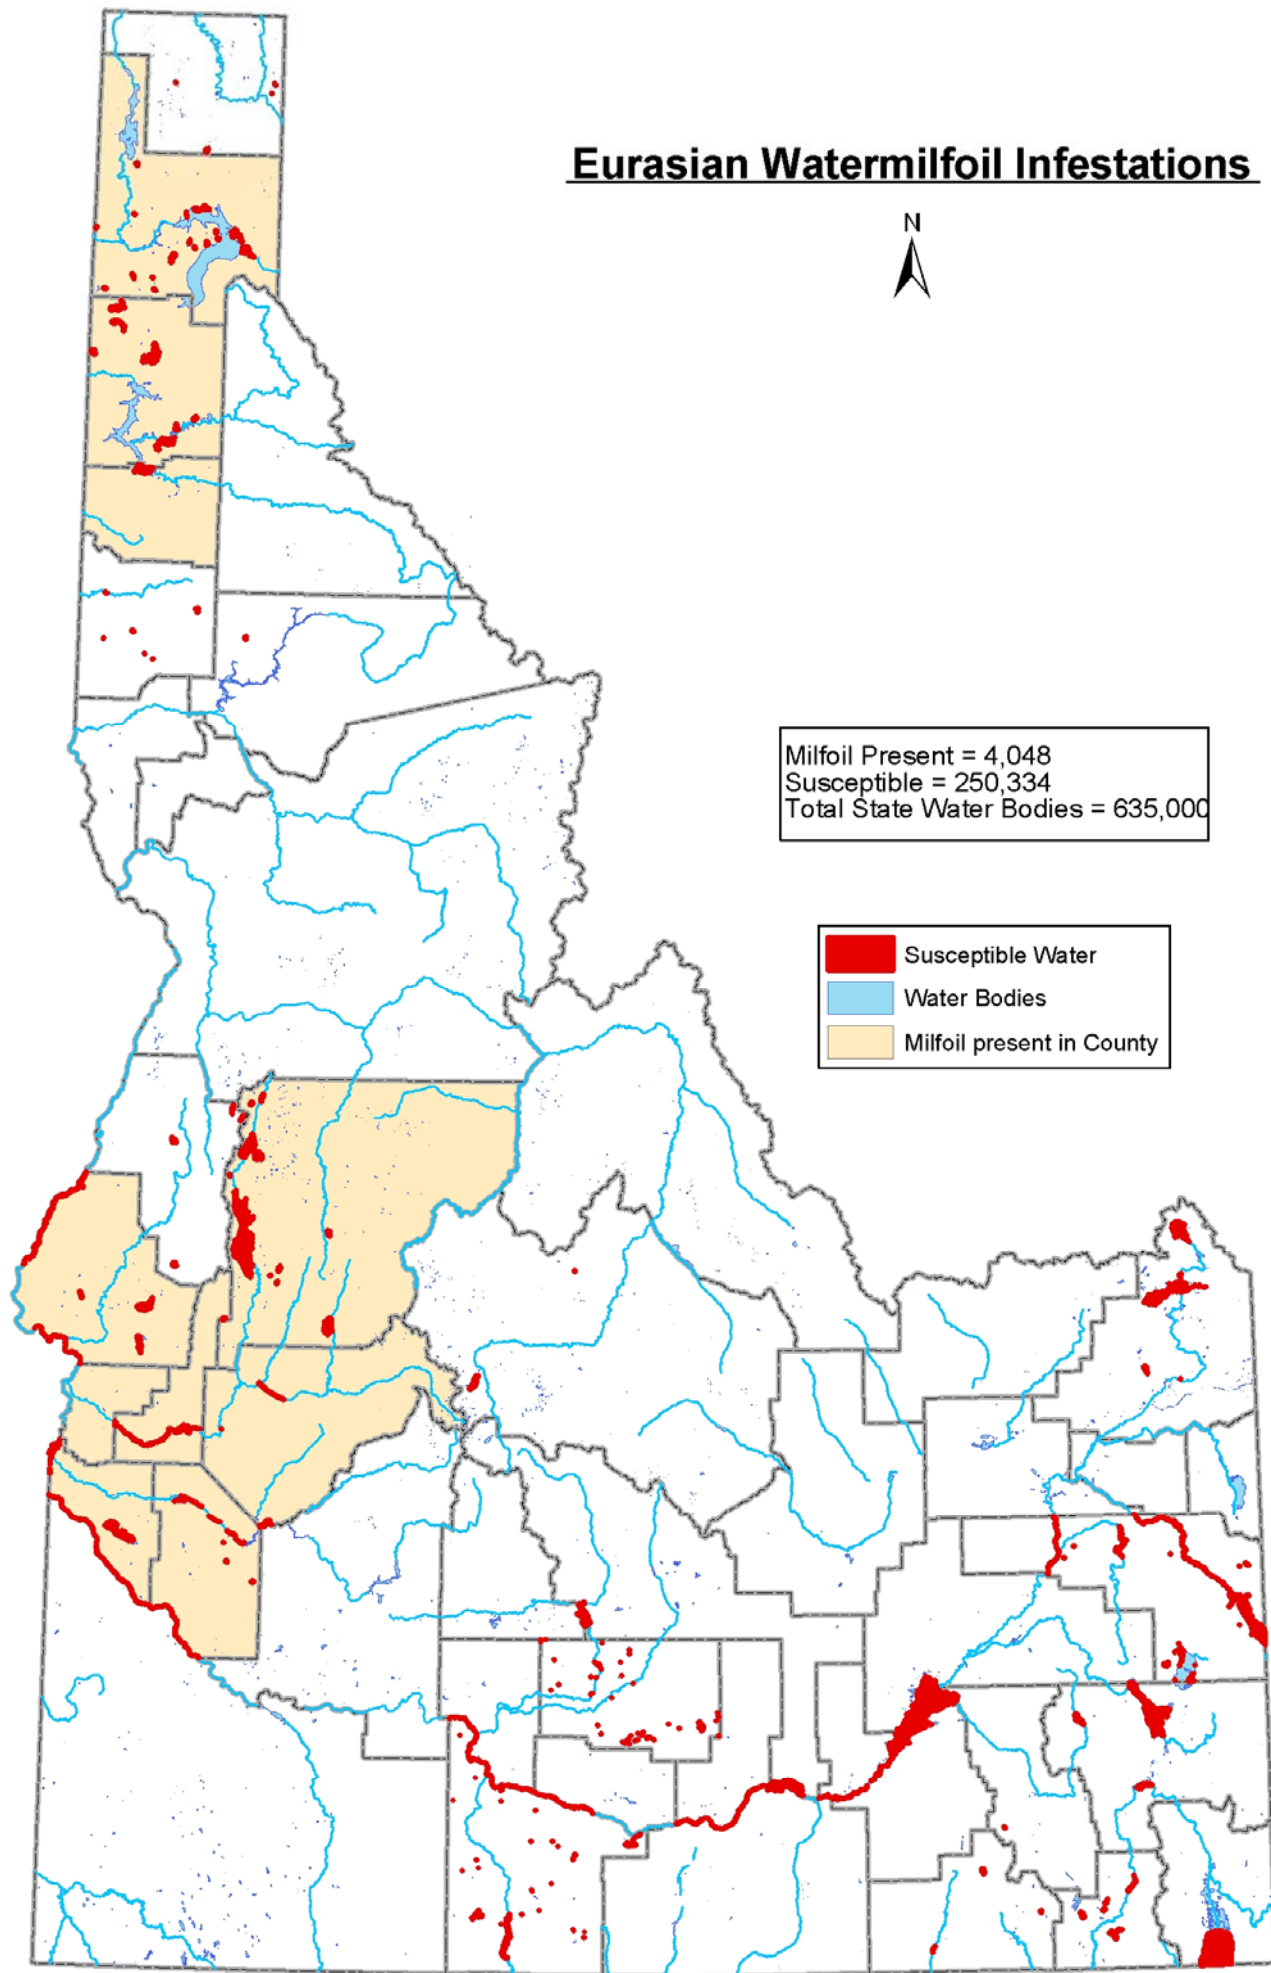 Eurasian Watermilfoil Infestations
N
Milfoil Present = 4,048
Susceptible = 250,334
Total State Water Bodies = 635,000
Susceptible Water
Water Bodies
Milfoil present in County